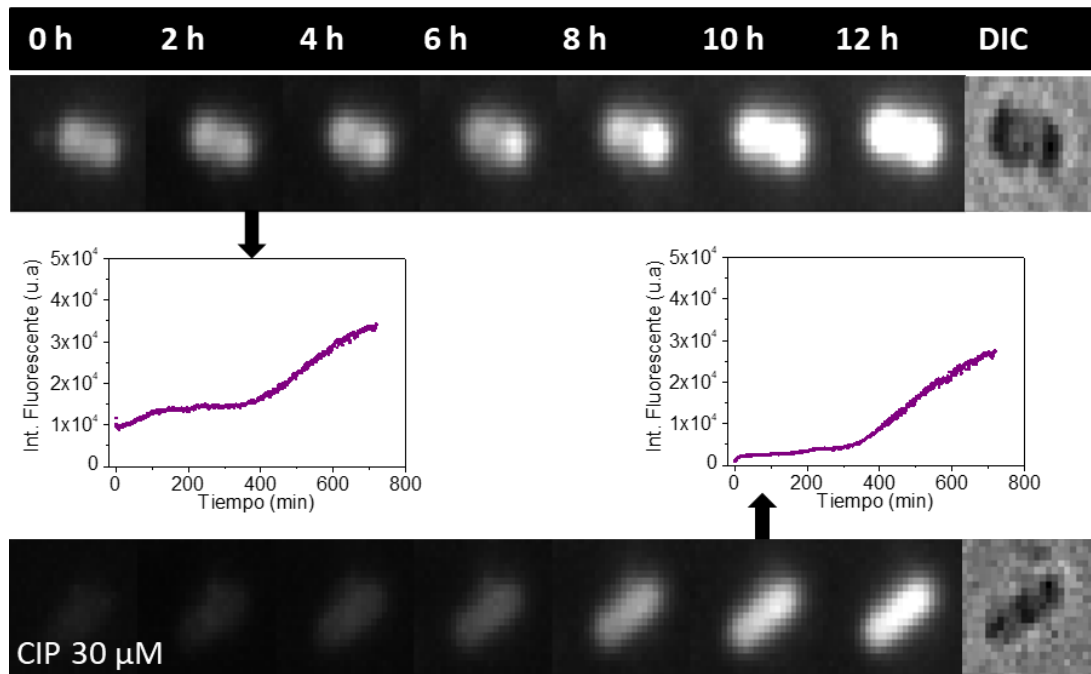 0 h 2 h 4 h 6 h 8 h 10 h 12 h DIC
Int. Fluorescente (u.a)
5x10⁴
4x10⁴
3x10⁴
2x10⁴
1x10⁴
0
0 200 400 600 800
Tiempo (min)
Int. Fluorescente (u.a)
5x10⁴
4x10⁴
3x10⁴
2x10⁴
1x10⁴
0
0 200 400 600 800
Tiempo (min)
CIP 30 µM